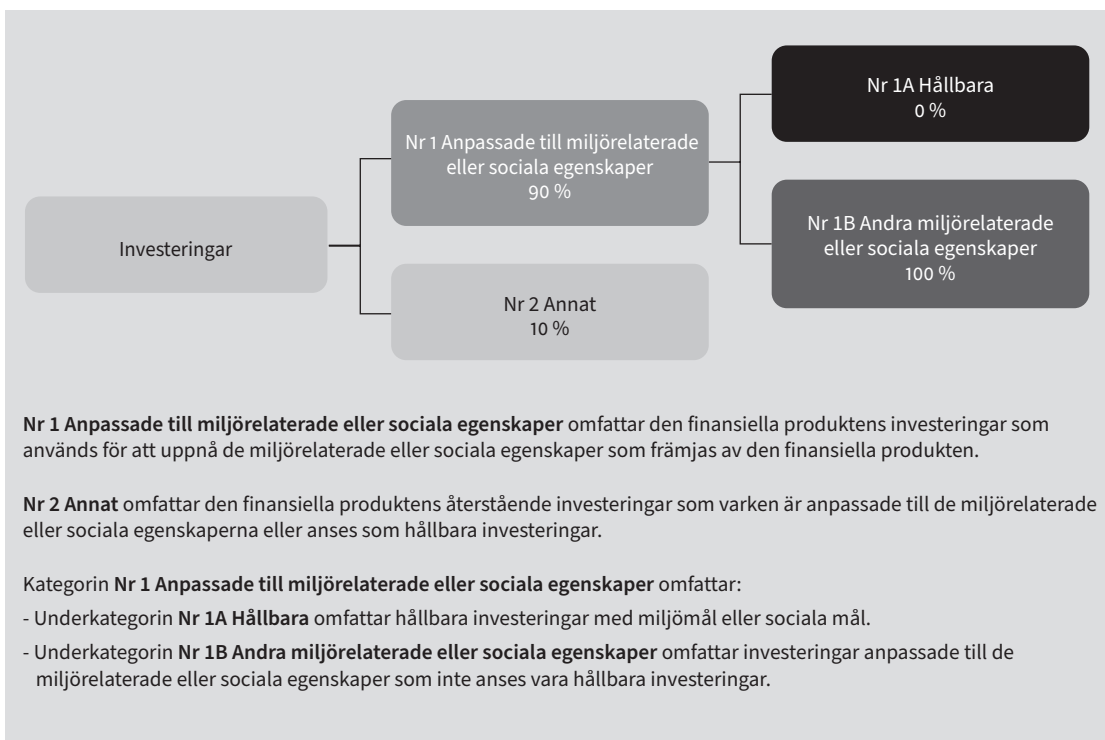 Investeringar
Nr 1 Anpassade till miljörelaterade
eller sociala egenskaper
90 %
Nr 2 Annat
10 %
Nr 1A Hållbara
0 %
Nr 1B Andra miljörelaterade
eller sociala egenskaper
100 %
Nr 1 Anpassade till miljörelaterade eller sociala egenskaper omfattar den finansiella produktens investeringar som
används för att uppnå de miljörelaterade eller sociala egenskaper som främjas av den finansiella produkten.
Nr 2 Annat omfattar den finansiella produktens återstående investeringar som varken är anpassade till de miljörelaterade
eller sociala egenskaperna eller anses som hållbara investeringar.
Kategorin Nr 1 Anpassade till miljörelaterade eller sociala egenskaper omfattar:
- Underkategorin Nr 1A Hållbara omfattar hållbara investeringar med miljömål eller sociala mål.
- Underkategorin Nr 1B Andra miljörelaterade eller sociala egenskaper omfattar investeringar anpassade till de
miljörelaterade eller sociala egenskaper som inte anses vara hållbara investeringar.